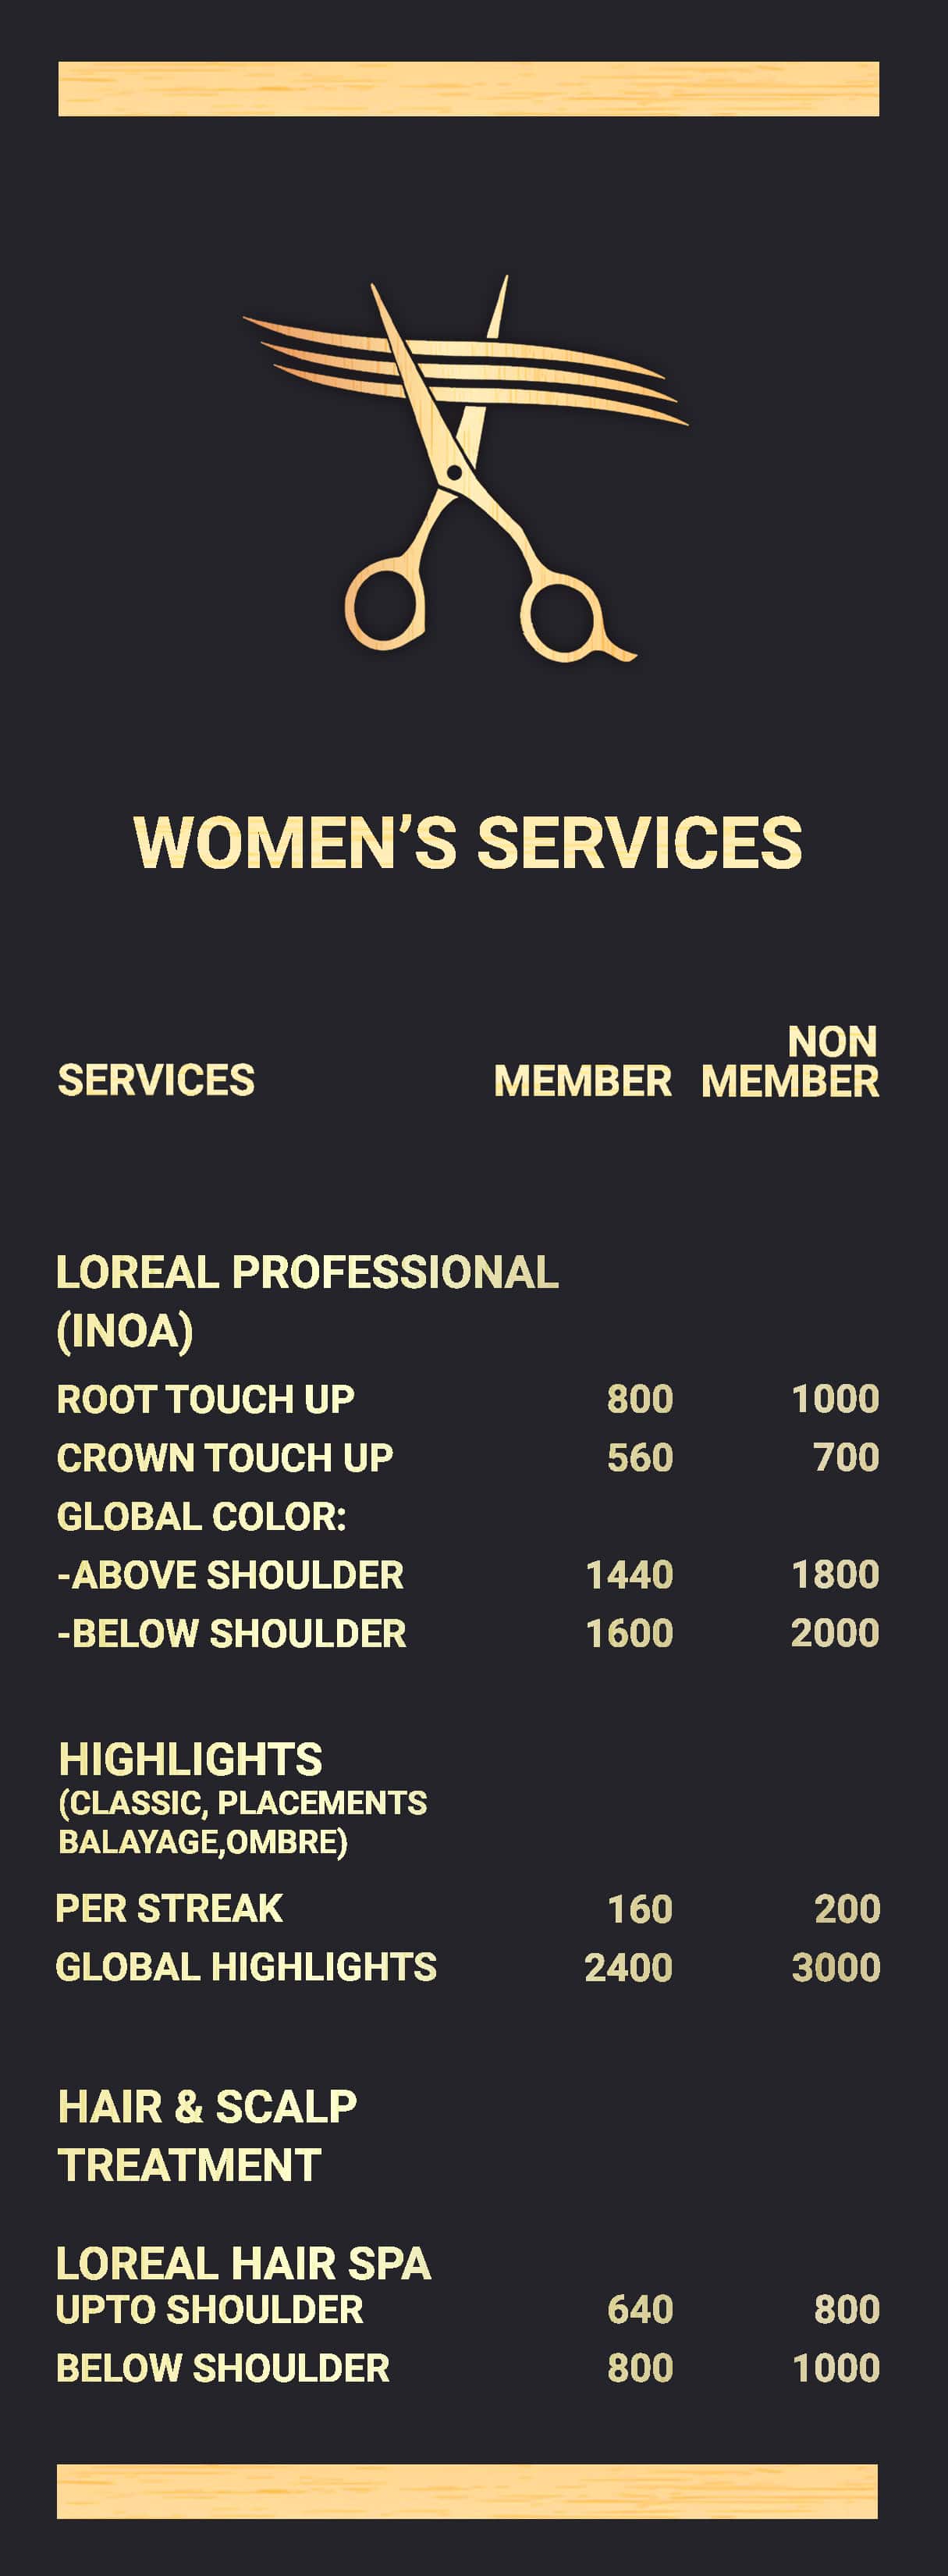 WOMEN’S SERVICES
NON
SERVICES MEMBER MEMBER
LOREAL PROFESSIONAL
(INOA)
ROOT TOUCH UP 800 1000
CROWN TOUCH UP 560 700
GLOBAL COLOR:
-ABOVE SHOULDER 1440 1800
-BELOW SHOULDER 1600 2000
HIGHLIGHTS
(CLASSIC, PLACEMENTS
BALAYAGE,OMBRE)
PER STREAK 160 200
GLOBAL HIGHLIGHTS 2400 3000
HAIR & SCALP
TREATMENT
LOREAL HAIR SPA
UPTO SHOULDER 640 800
BELOW SHOULDER 800 1000